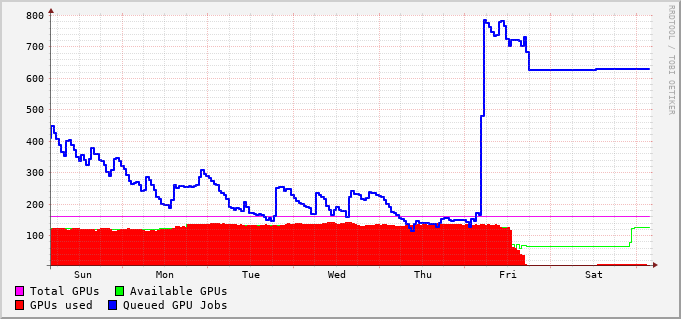 800
700
600
500
400
300
200
100
Sun Mon Tue Wed Thu Fri Sat
Total GPUs Available GPUs
GPUs used Queued GPU Jobs
RRDTOOL / TOBI OETIKER